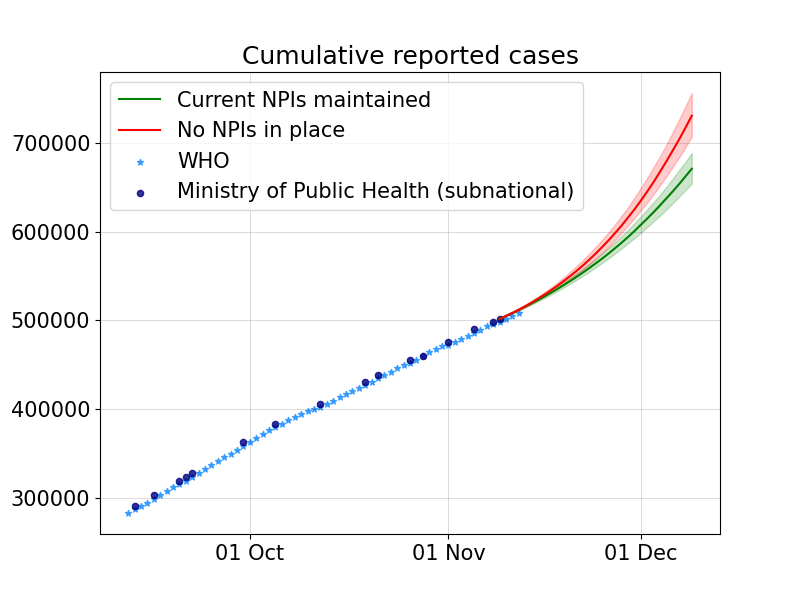 Cumulative reported cases
Current NPIs maintained
No NPIs in place
WHO
Ministry of Public Health (subnational)
700000
600000
500000
400000
300000
01 Oct
01 Nov
01 Dec